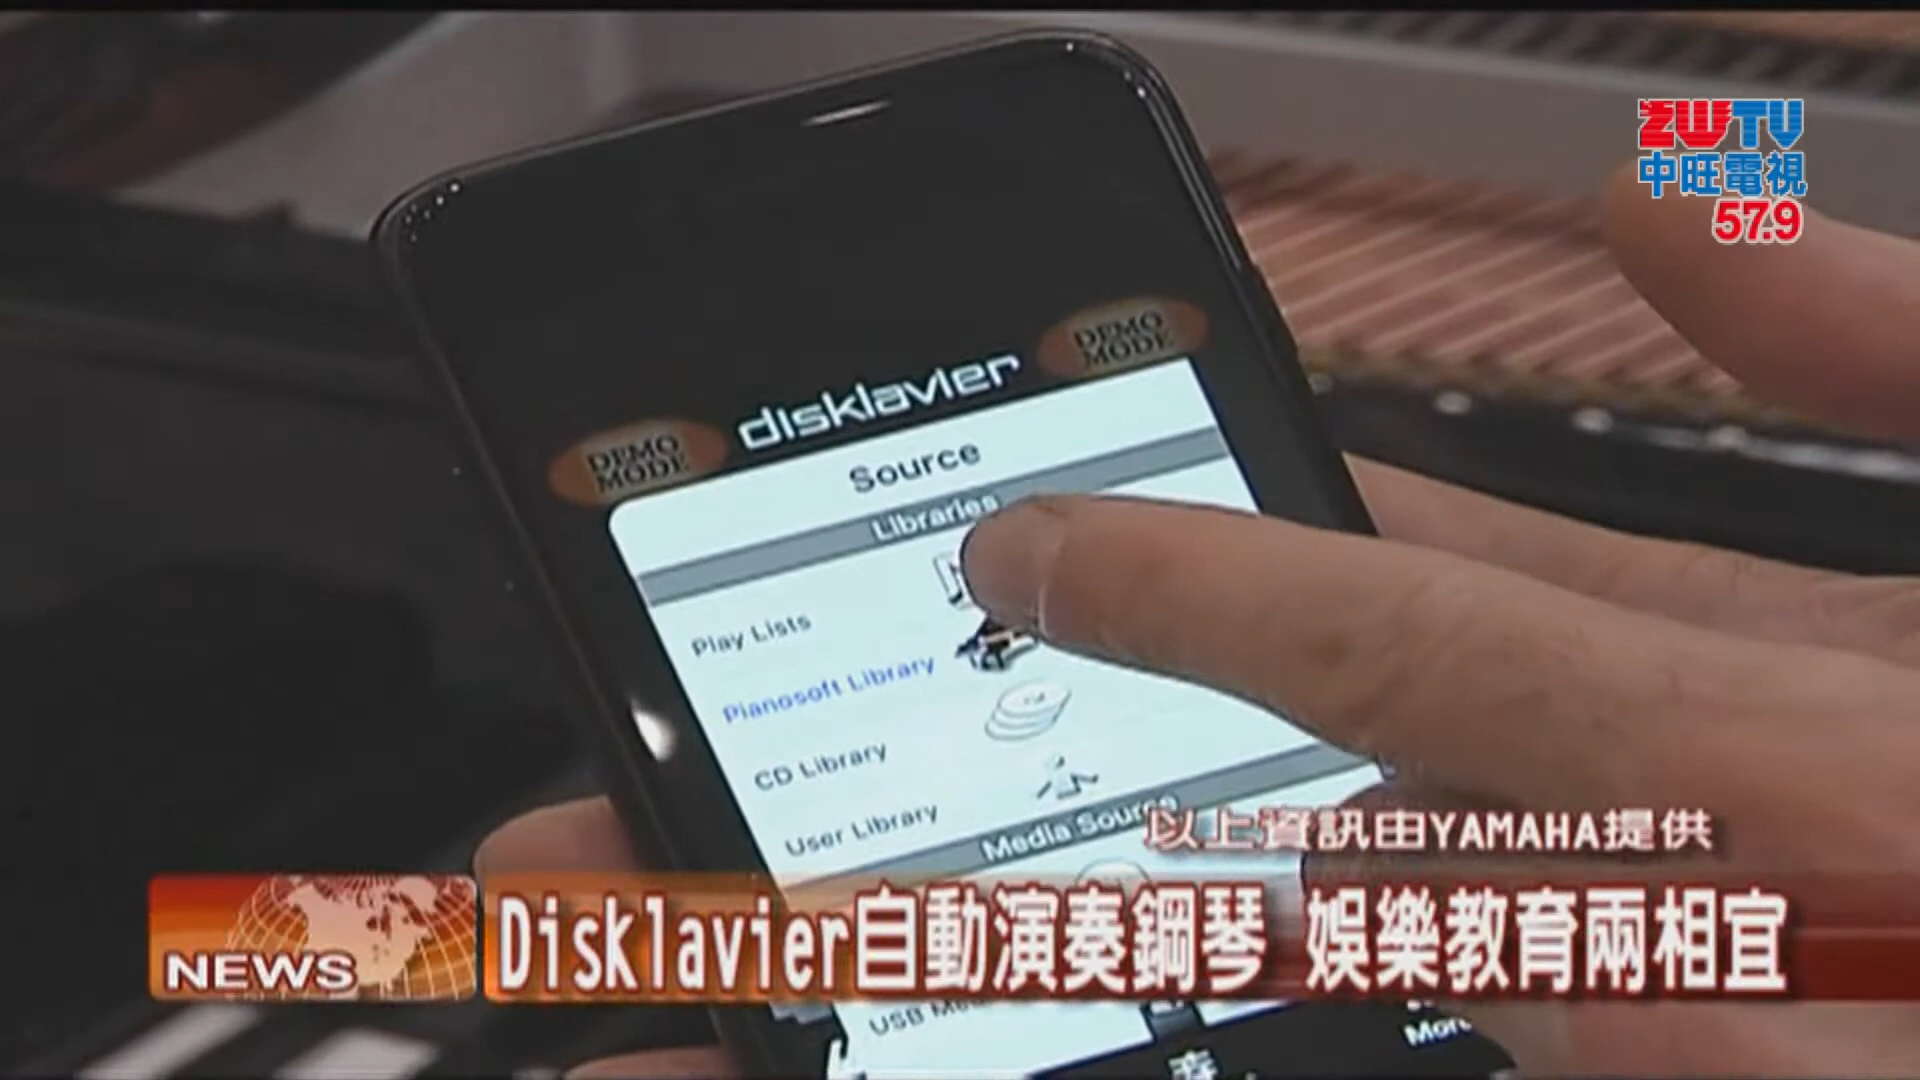 ZWTV
中旺電視
57.9
DEMO
MODE
disklavier
DEMO
MODE
Source
Libraries
Play Lists
Pianosoft Library
CD Library
User Library
Media Source
以上資訊由YAMAHA提供
NEWS
Disklavier自動演奏鋼琴 娛樂教育兩相宜
USB
More